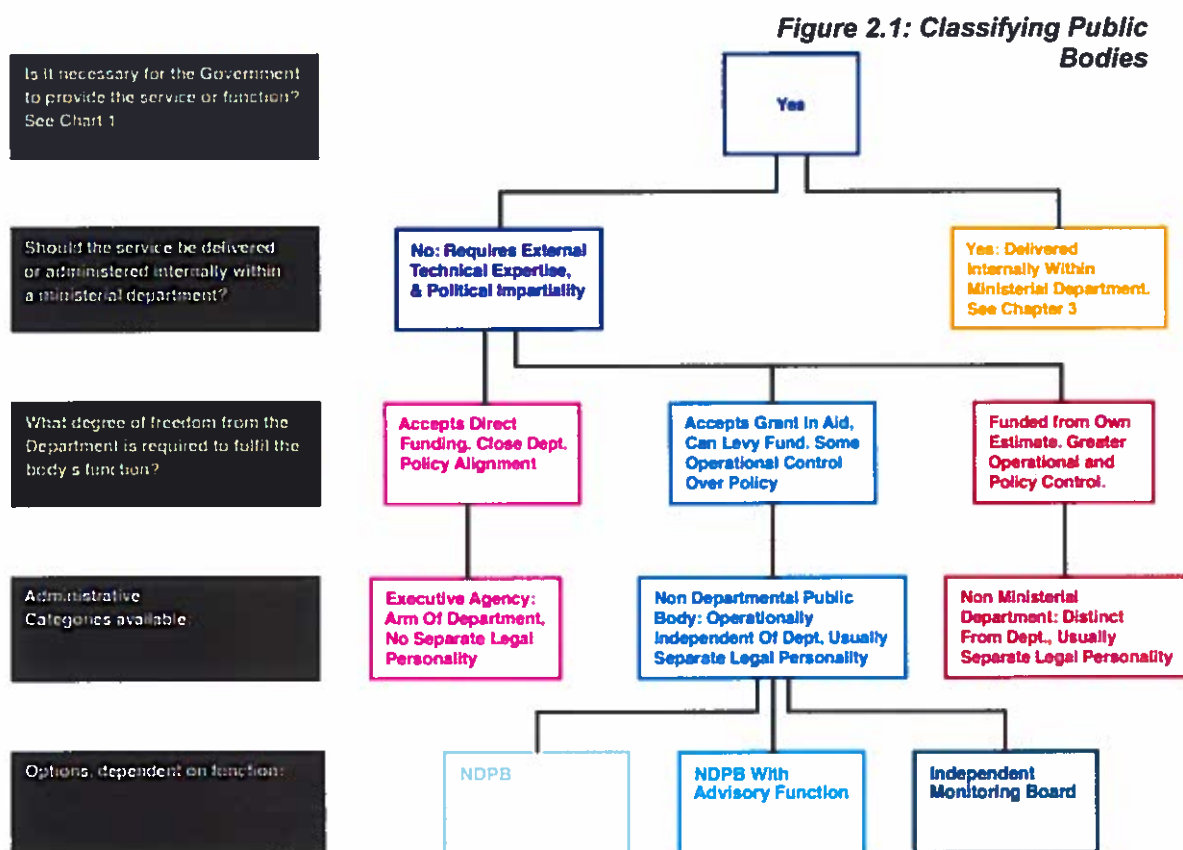 Figure 2.1: Classifying Public
Bodies
Is it necessary for the Government
to provide the service or function?
See Chart 1
Yes
Should the service be delivered
or administered internally within
a ministerial department?
No: Requires External
Technical Expertise,
& Political Impartiality
Yes: Delivered
Internally Within
Ministerial Department.
See Chapter 3
What degree of freedom from the
Department is required to fulfil the
body s function?
Accepts Direct
Funding. Close Dept.
Policy Alignment
Accepts Grant In Aid,
Can Levy Fund. Some
Operational Control
Over Policy
Funded from Own
Estimate. Greater
Operational and
Policy Control.
Administrative
Categories available:
Executive Agency:
Arm Of Department,
No Separate Legal
Personality
Non Departmental Public
Body: Operationally
Independent Of Dept, Usually
Separate Legal Personality
Non Ministerial
Department: Distinct
From Dept., Usually
Separate Legal Personality
Options, dependent on function:
NDPB
NDPB With
Advisory Function
Independent
Monitoring Board